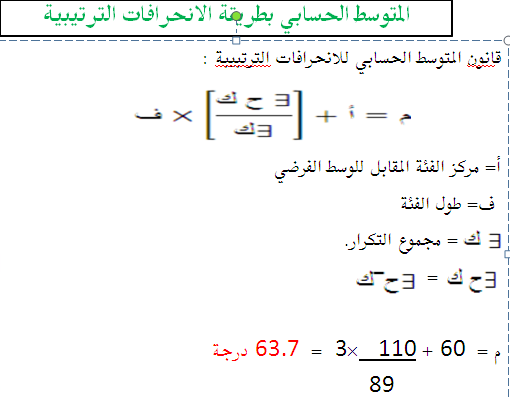 المتوسط الحسابي بطريقة الانحرافات الترتيبية
قانون المتوسط الحسابي للانحرافات الترتيبية :
م = أ + [ ∃ ح ك / ∃ك ] × ف
أ= مركز الفئة المقابل للوسط الفرضي
ف= طول الفئة
∃ ك = مجموع التكرار.
∃ح ك = ∃ح‾ك
م = 60 + 110 ×3 = 63.7 درجة
89